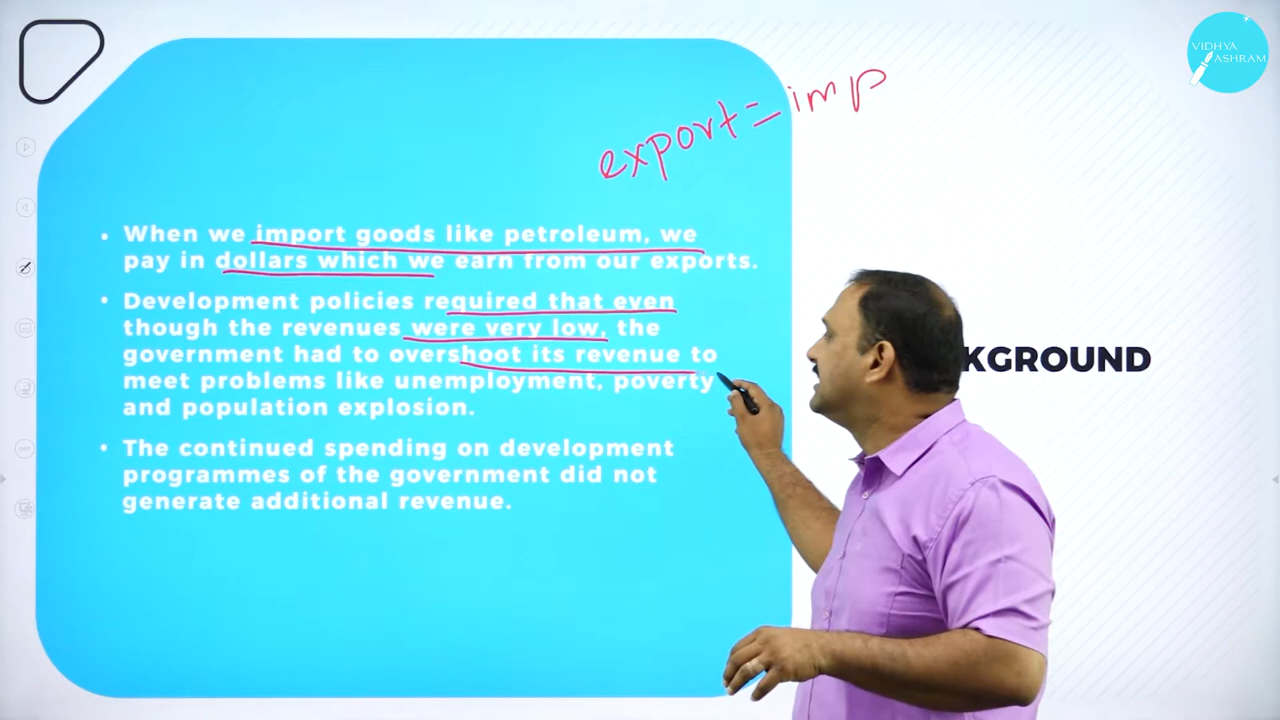 VIDHYA
ASHRAM
export = imp
• When we import goods like petroleum, we
pay in dollars which we earn from our exports.
• Development policies required that even
though the revenues were very low, the
government had to overshoot its revenue to
meet problems like unemployment, poverty
and population explosion.
• The continued spending on development
programmes of the government did not
generate additional revenue.
KGROUND